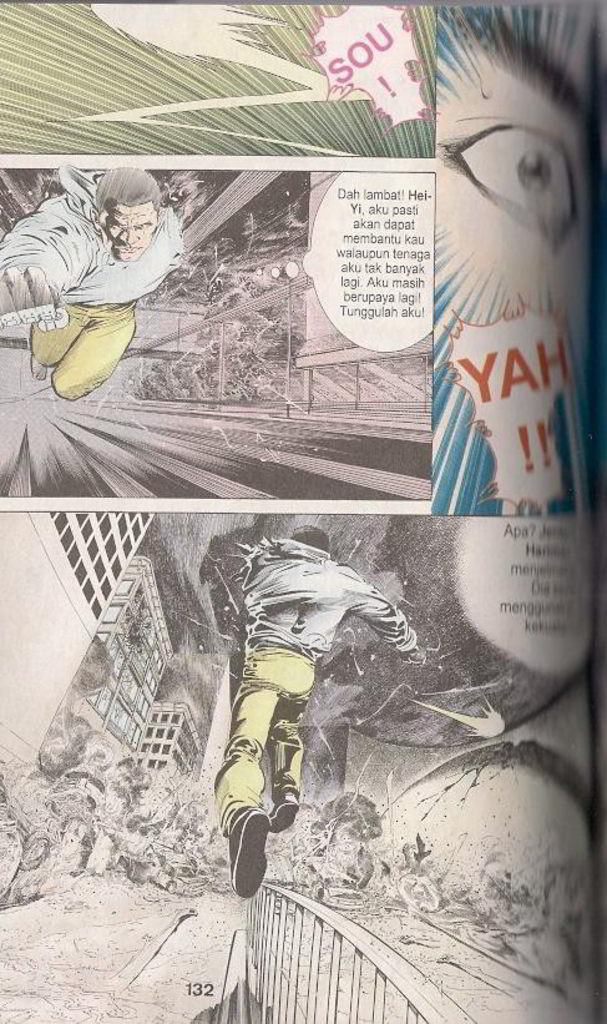 SOU
!
Dah lambat! Hei-
Yi, aku pasti
akan dapat
membantu kau
walaupun tenaga
aku tak banyak
lagi. Aku masih
berupaya lagi!
Tunggulah aku!
YAH
!!
Apa?
menggun
132